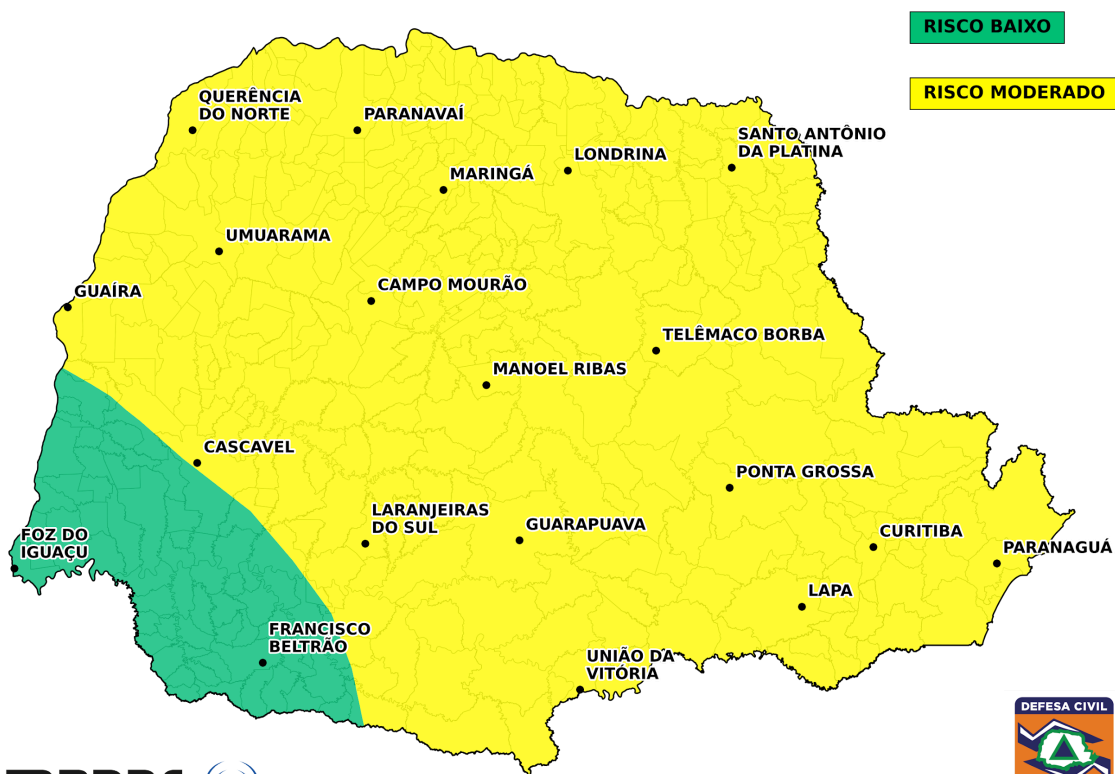 RISCO BAIXO
RISCO MODERADO
QUERÊNCIA
DO NORTE
PARANAVAÍ
SANTO ANTÔNIO
DA PLATINA
LONDRINA
MARINGÁ
UMUARAMA
CAMPO MOURÃO
GUAÍRA
TELÊMACO BORBA
MANOEL RIBAS
CASCAVEL
PONTA GROSSA
LARANJEIRAS
DO SUL
GUARAPUAVA
CURITIBA
FOZ DO
IGUAÇU
PARANAGUÁ
LAPA
FRANCISCO
BELTRÃO
UNIÃO DA
VITÓRIA
DEFESA CIVIL